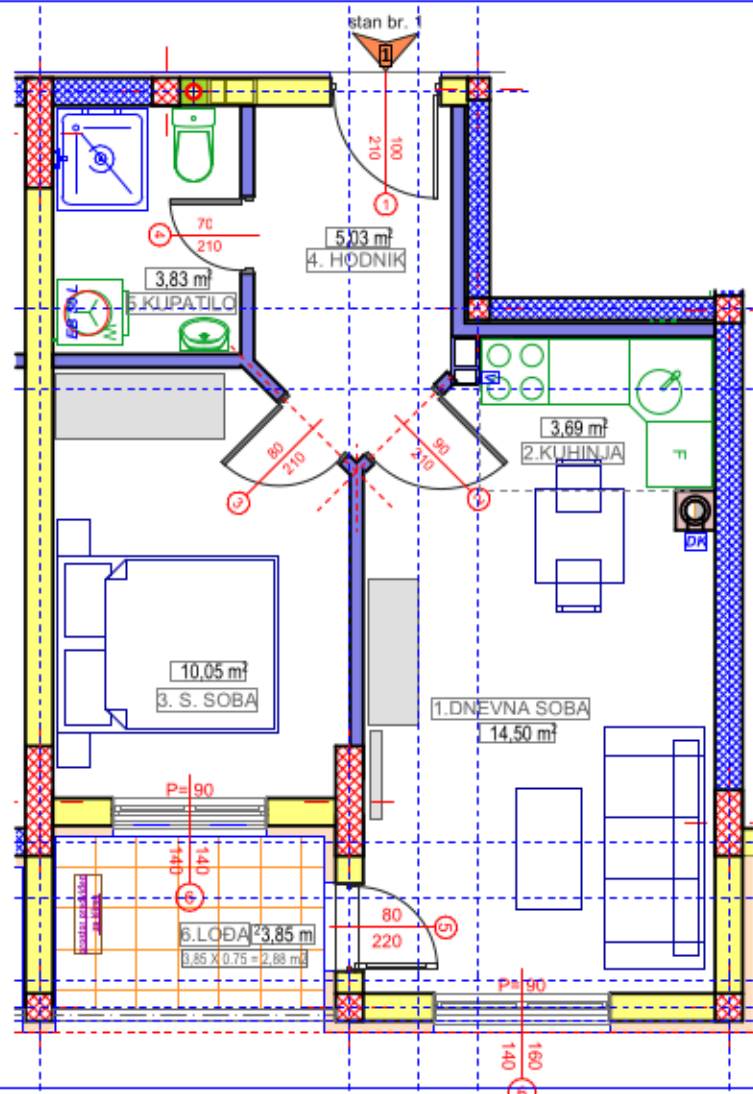 stan br. 1
1
100
210
1
70
210
4
5,03 m²
4. HODNIK
3,83 m²
5.KUPATILO
EB 80 L
W
V
3,69 m²
2.KUHINJA
F
80
210
3
90
210
DK
10,05 m²
3. S. SOBA
1.DNEVNA SOBA
14,50 m²
P= 90
140
140
6
6.LOĐA
²3,85 m
3,85 X 0.75 = 2,88 m2
80
220
5
P= 90
160
140